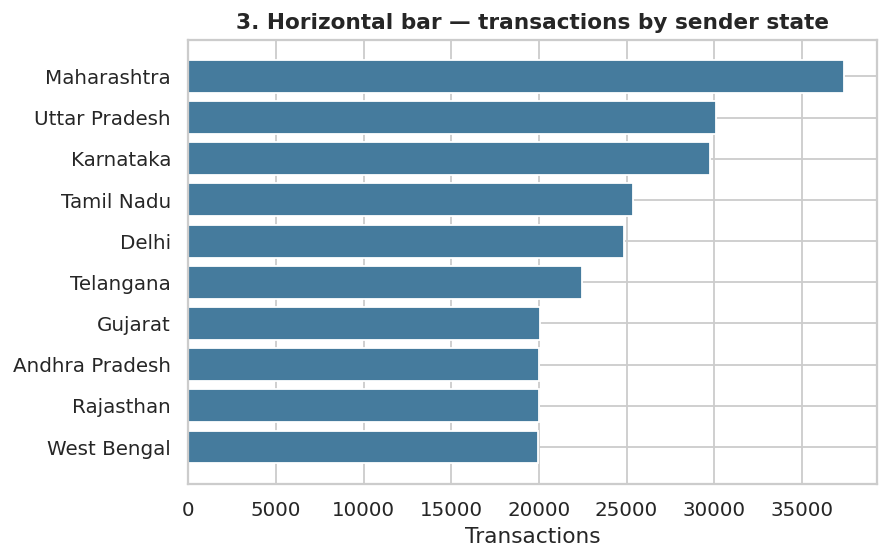 3. Horizontal bar — transactions by sender state
Maharashtra
Uttar Pradesh
Karnataka
Tamil Nadu
Delhi
Telangana
Gujarat
Andhra Pradesh
Rajasthan
West Bengal
0 5000 10000 15000 20000 25000 30000 35000
Transactions